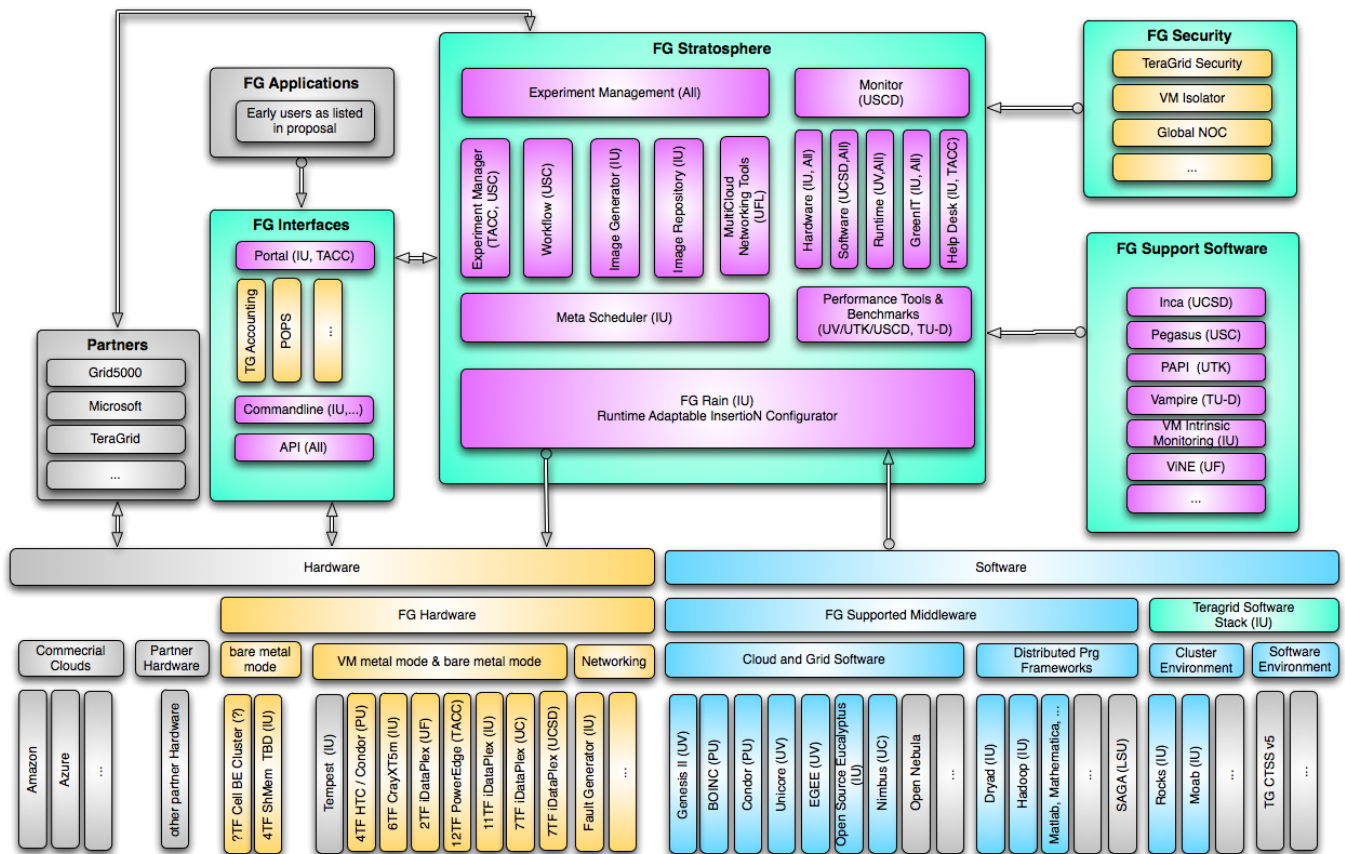 FG Stratosphere
Experiment Management (All)
Monitor
(USCD)
Experiment Manager
(TACC, USC)
Workflow (USC)
Image Generator (IU)
Image Repository (IU)
MultiCloud
Networking Tools
(UFL)
Hardware (IU, All)
Software (UCSD,All)
Runtime (UV,All)
GreenIT (IU, All)
Help Desk (IU, TACC)
Meta Scheduler (IU)
Performance Tools &
Benchmarks
(UV/UTK/USCD, TU-D)
FG Rain (IU)
Runtime Adaptable InsertioN Configurator
FG Security
TeraGrid Security
VM Isolator
Global NOC
...
FG Applications
Early users as listed
in proposal
FG Interfaces
Portal (IU, TACC)
TG Accounting
POPS
...
Commandline (IU,...)
API (All)
FG Support Software
Inca (UCSD)
Pegasus (USC)
PAPI (UTK)
Vampire (TU-D)
VM Intrinsic
Monitoring (IU)
ViNE (UF)
...
Partners
Grid5000
Microsoft
TeraGrid
...
Hardware
Software
FG Hardware
FG Supported Middleware
Teragrid Software
Stack (IU)
Commecrial
Clouds
Partner
Hardware
bare metal
mode
VM metal mode & bare metal mode
Networking
Cloud and Grid Software
Distributed Prg
Frameworks
Cluster
Environment
Software
Environment
Amazon
Azure
...
other partner Hardware
?TF Cell BE Cluster (?)
4TF ShMem TBD (IU)
Tempest (IU)
4TF HTC / Condor (PU)
6TF CrayXT5m (IU)
2TF iDataPlex (UF)
12TF PowerEdge (TACC)
11TF iDataPlex (IU)
7TF iDataPlex (UC)
7TF iDataPlex (UCSD)
Fault Generator (IU)
...
Genesis II (UV)
BOINC (PU)
Condor (PU)
Unicore (UV)
EGEE (UV)
Open Source Eucalyptus
(IU)
Nimbus (UC)
Open Nebula
...
Dryad (IU)
Hadoop (IU)
Matlab, Mathematica, ...
...
SAGA (LSU)
Rocks (IU)
Moab (IU)
...
TG CTSS v5
...